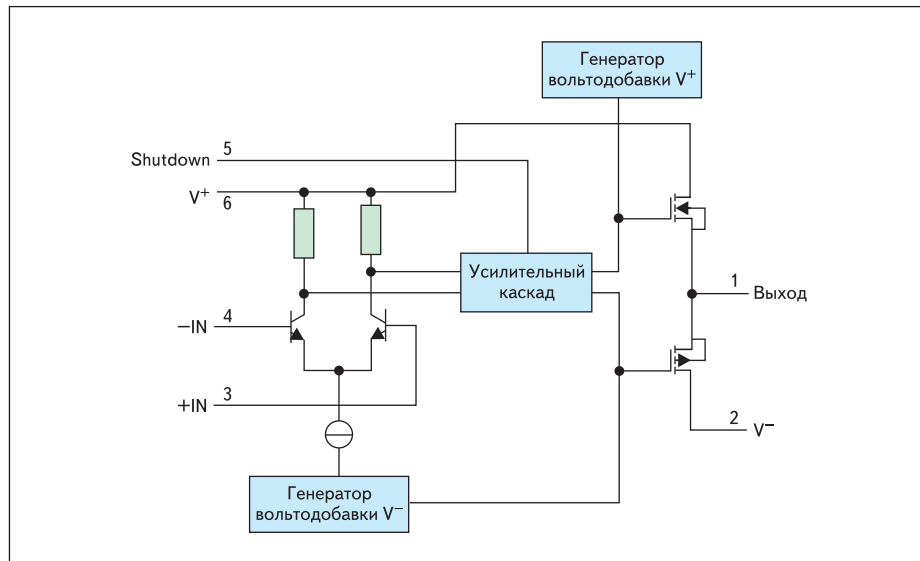 Генератор
вольтодобавки V⁺
Shutdown 5
V⁺ 6
Усилительный
каскад
1 Выход
−IN 4
+IN 3
2 V⁻
Генератор
вольтодобавки V⁻